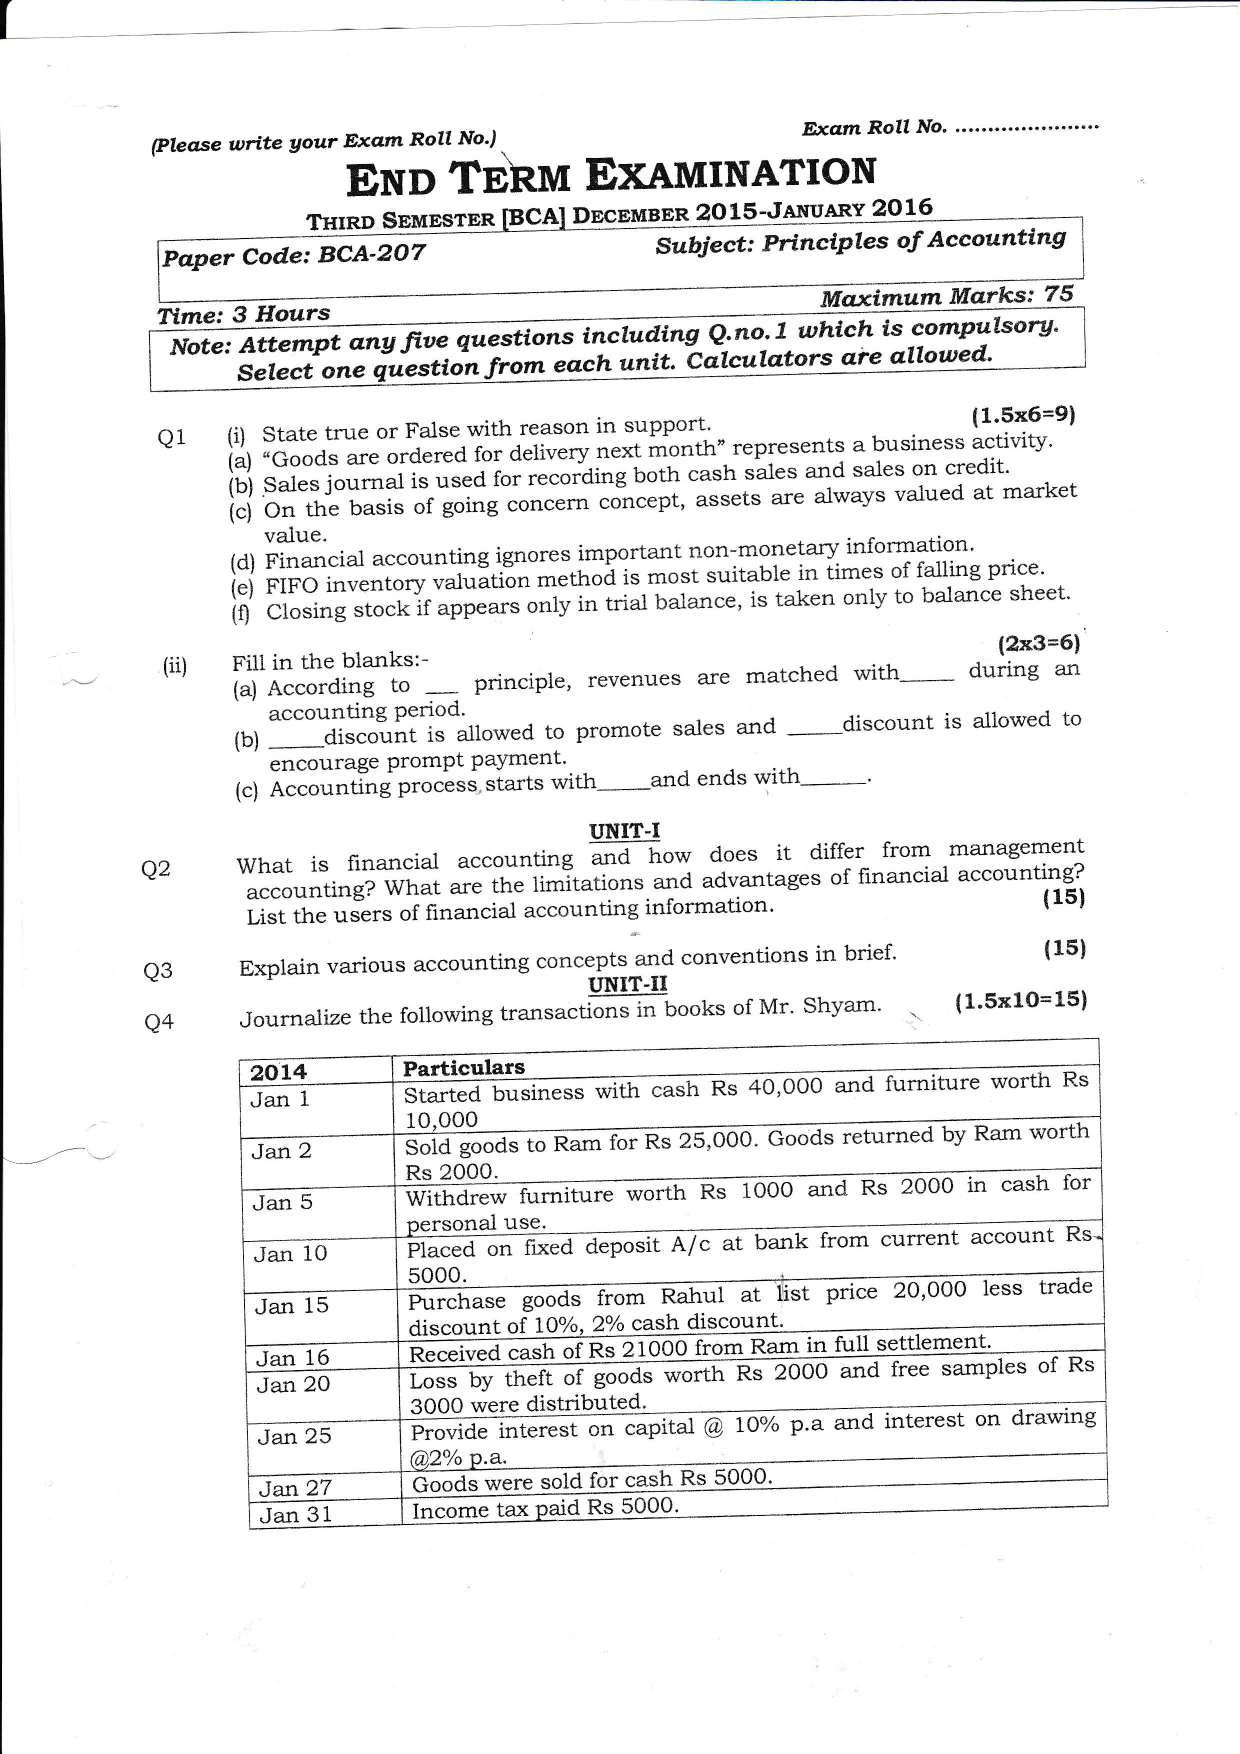 (Please write your Exam Roll No.)
Exam Roll No. ......................
END TERM EXAMINATION
THIRD SEMESTER [BCA] DECEMBER 2015-JANUARY 2016
Paper Code: BCA-207
Subject: Principles of Accounting
Time: 3 Hours
Maximum Marks: 75
Note: Attempt any five questions including Q.no.1 which is compulsory.
Select one question from each unit. Calculators are allowed.
Q1 (i) State true or False with reason in support. (1.5x6=9)
(a) “Goods are ordered for delivery next month” represents a business activity.
(b) Sales journal is used for recording both cash sales and sales on credit.
(c) On the basis of going concern concept, assets are always valued at market
value.
(d) Financial accounting ignores important non-monetary information.
(e) FIFO inventory valuation method is most suitable in times of falling price.
(f) Closing stock if appears only in trial balance, is taken only to balance sheet.
(ii) Fill in the blanks:- (2x3=6)
(a) According to ___ principle, revenues are matched with_____ during an
accounting period.
(b) _____discount is allowed to promote sales and _____discount is allowed to
encourage prompt payment.
(c) Accounting process starts with_____and ends with______.
UNIT-I
Q2 What is financial accounting and how does it differ from management
accounting? What are the limitations and advantages of financial accounting?
List the users of financial accounting information. (15)
Q3 Explain various accounting concepts and conventions in brief. (15)
UNIT-II
Q4 Journalize the following transactions in books of Mr. Shyam. (1.5x10=15)
2014 Particulars
Jan 1 Started business with cash Rs 40,000 and furniture worth Rs
10,000
Jan 2 Sold goods to Ram for Rs 25,000. Goods returned by Ram worth
Rs 2000.
Jan 5 Withdrew furniture worth Rs 1000 and Rs 2000 in cash for
personal use.
Jan 10 Placed on fixed deposit A/c at bank from current account Rs
5000.
Jan 15 Purchase goods from Rahul at list price 20,000 less trade
discount of 10%, 2% cash discount.
Jan 16 Received cash of Rs 21000 from Ram in full settlement.
Jan 20 Loss by theft of goods worth Rs 2000 and free samples of Rs
3000 were distributed.
Jan 25 Provide interest on capital @ 10% p.a and interest on drawing
@2% p.a.
Jan 27 Goods were sold for cash Rs 5000.
Jan 31 Income tax paid Rs 5000.